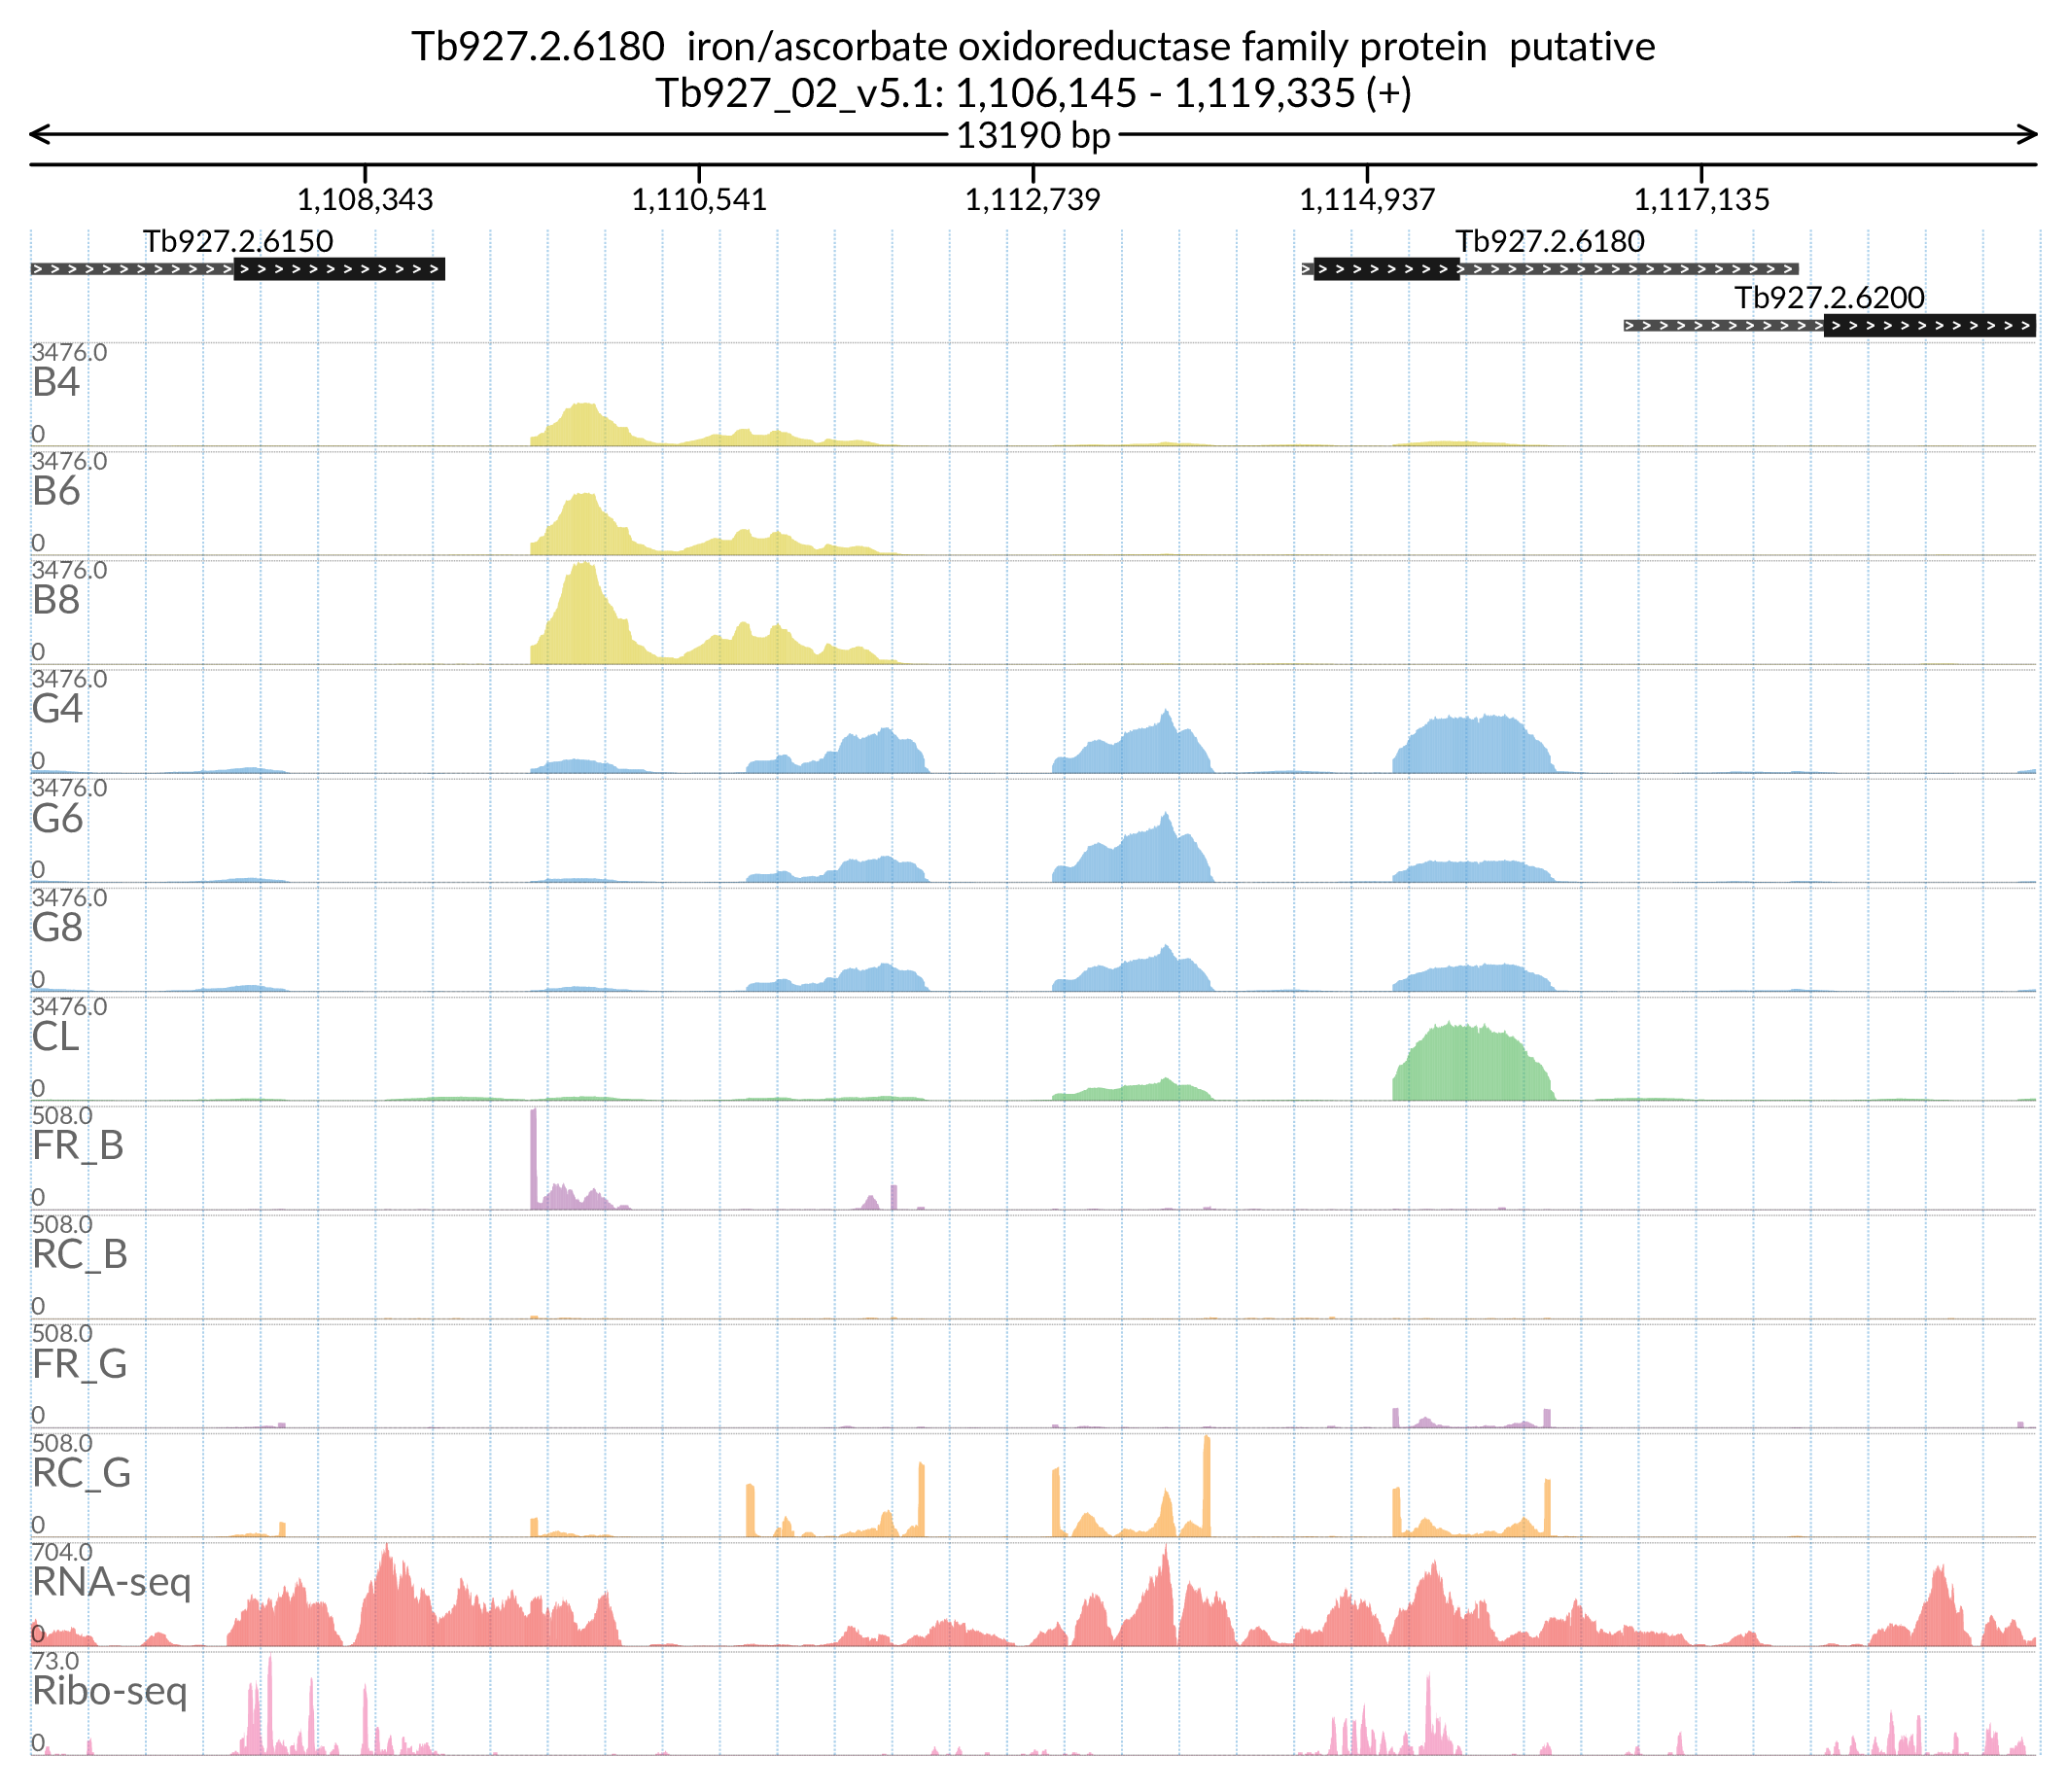 Tb927.2.6180  iron/ascorbate oxidoreductase family protein  putative
Tb927_02_v5.1: 1,106,145 - 1,119,335 (+)
13190 bp
1,108,343 1,110,541 1,112,739 1,114,937 1,117,135
Tb927.2.6150 Tb927.2.6180
Tb927.2.6200
3476.0
B4
0
3476.0
B6
0
3476.0
B8
0
3476.0
G4
0
3476.0
G6
0
3476.0
G8
0
3476.0
CL
0
508.0
FR_B
0
508.0
RC_B
0
508.0
FR_G
0
508.0
RC_G
0
704.0
RNA-seq
0
73.0
Ribo-seq
0